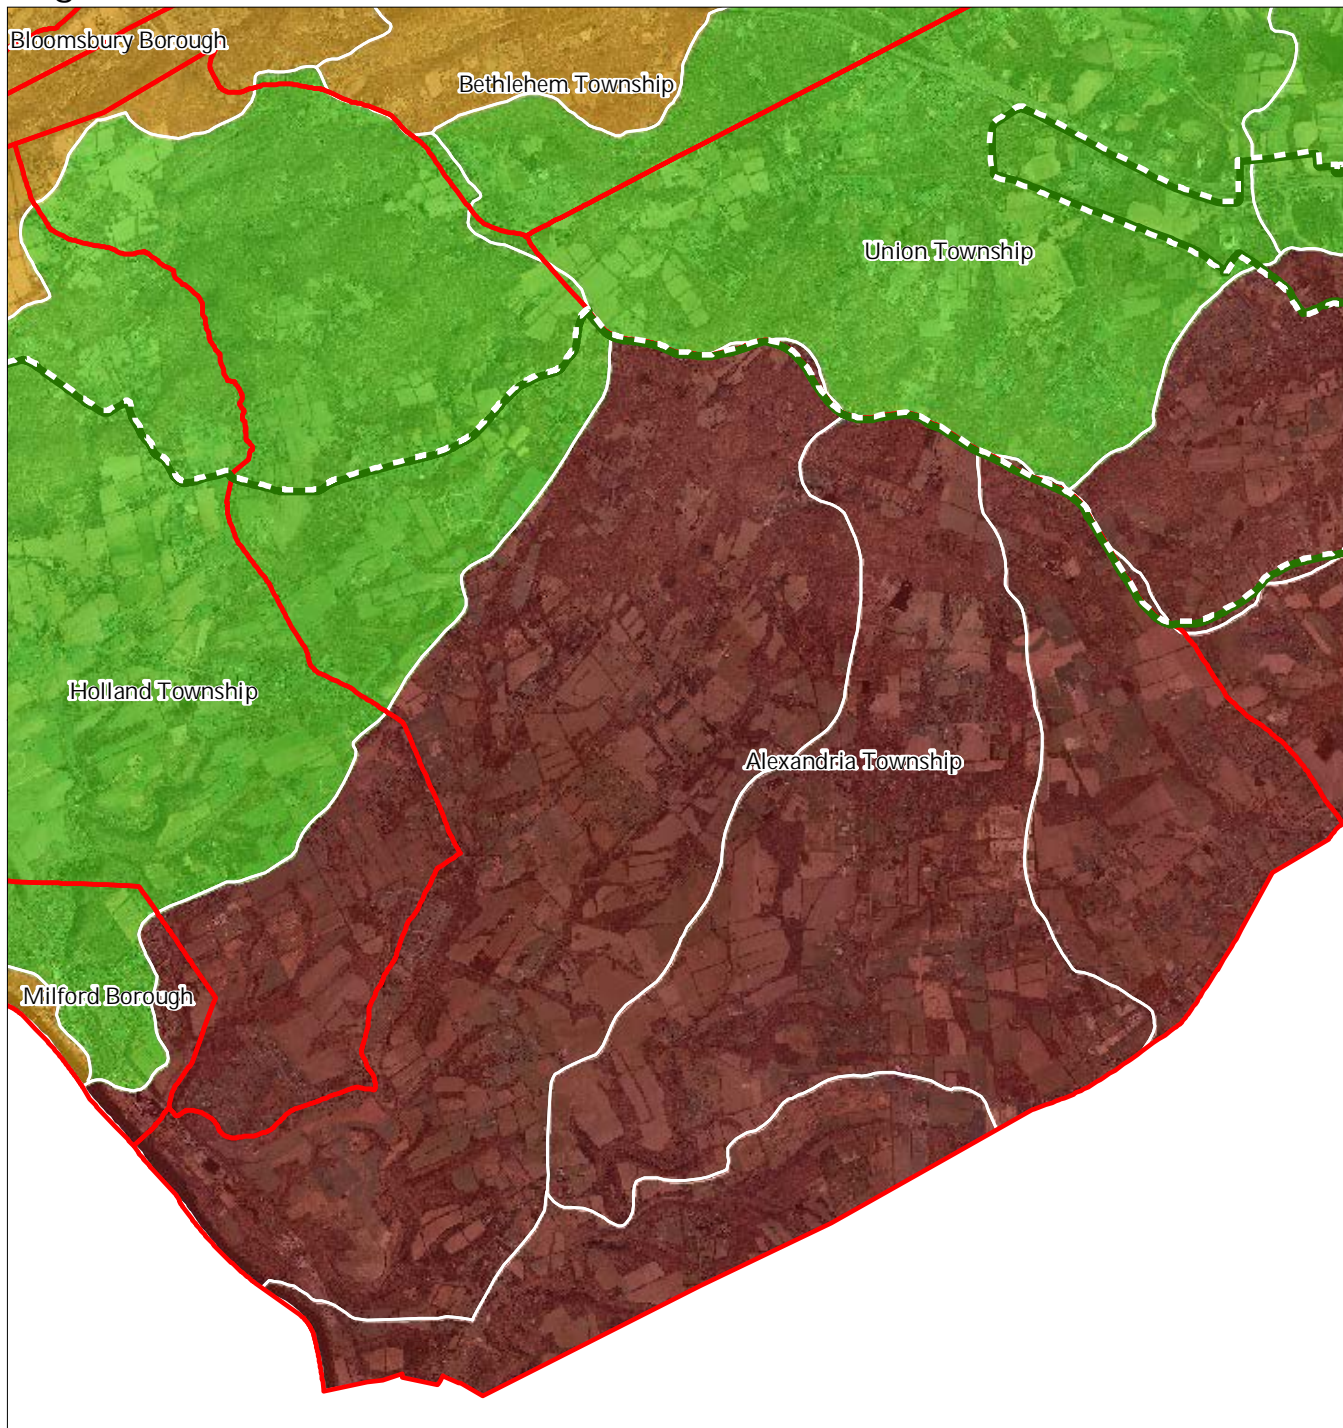 Bloomsbury Borough
Bethlehem Township
Union Township
Holland Township
Alexandria Township
Milford Borough